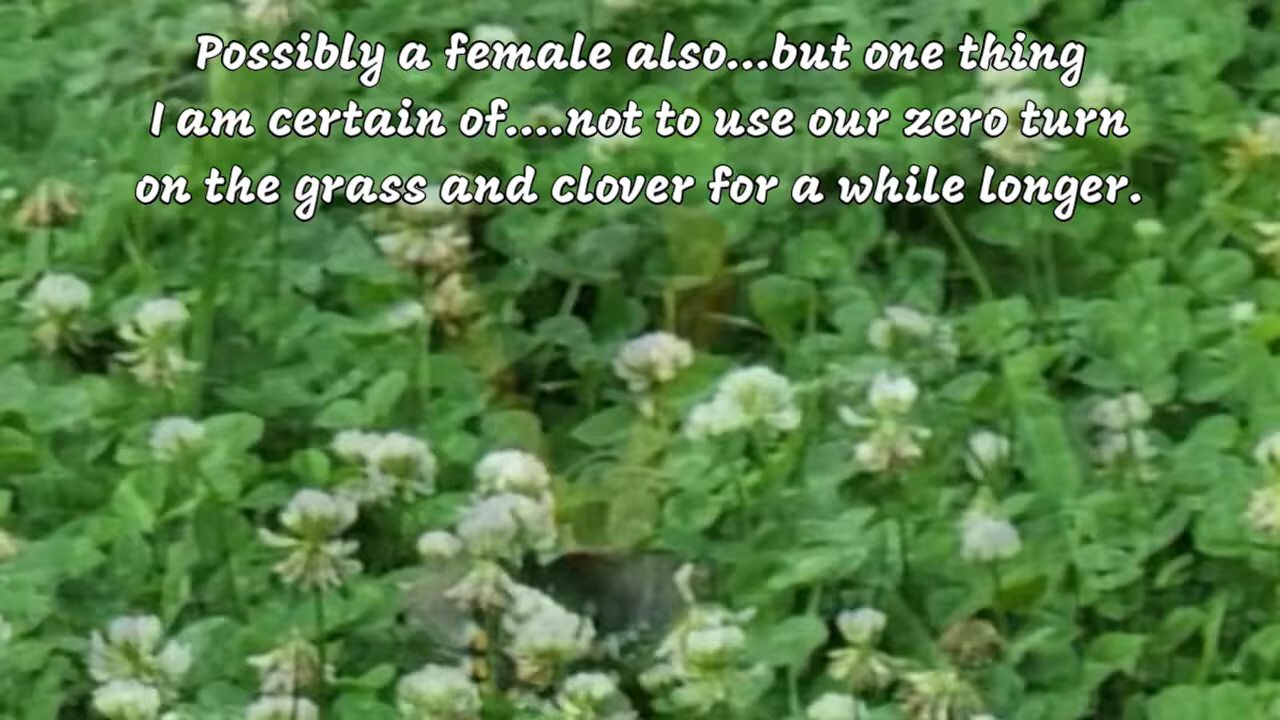 Possibly a female also...but one thing
I am certain of....not to use our zero turn
on the grass and clover for a while longer.